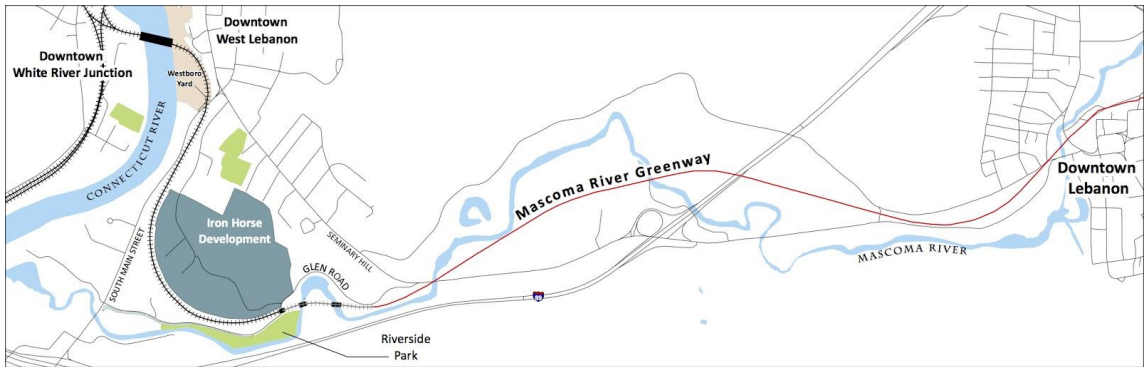 Downtown
West Lebanon
Downtown
White River Junction
Westboro
Yard
CONNECTICUT RIVER
Mascoma River Greenway
Downtown
Lebanon
Iron Horse
Development
SOUTH MAIN STREET
SEMINARY HILL
GLEN ROAD
MASCOMA RIVER
89
Riverside
Park